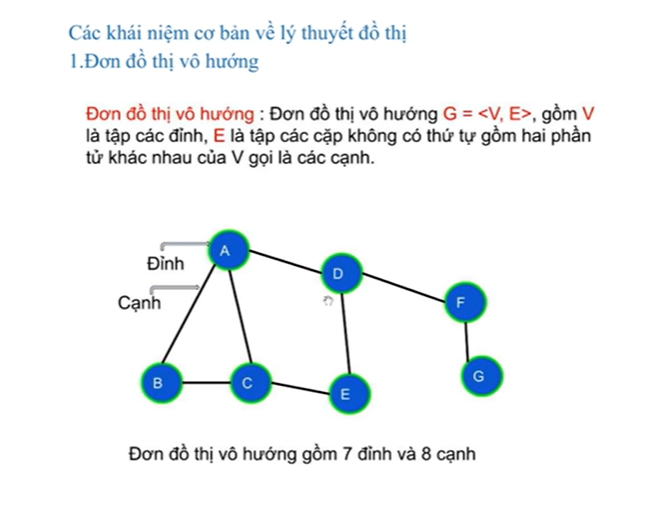 Các khái niệm cơ bản về lý thuyết đồ thị
1.Đơn đồ thị vô hướng
Đơn đồ thị vô hướng : Đơn đồ thị vô hướng G = <V, E>, gồm V
là tập các đỉnh, E là tập các cặp không có thứ tự gồm hai phần
tử khác nhau của V gọi là các cạnh.
A
Đỉnh
D
Cạnh
F
G
B
C
E
Đơn đồ thị vô hướng gồm 7 đỉnh và 8 cạnh